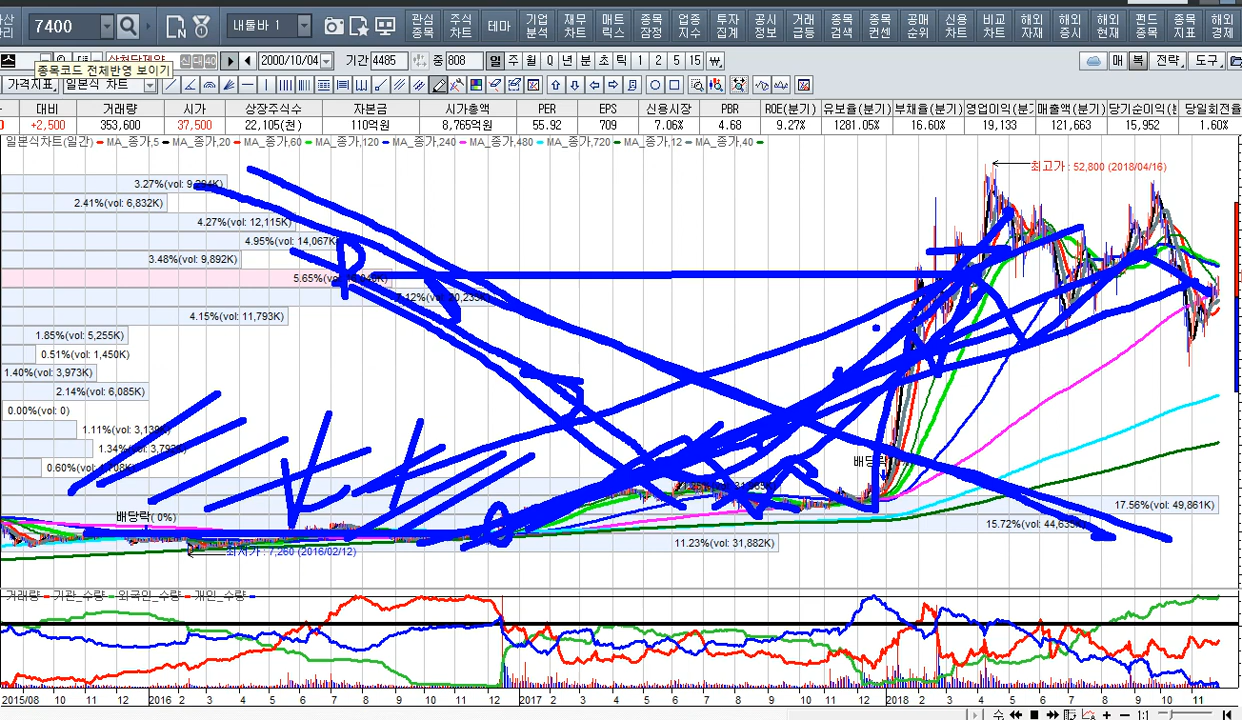 7400 내툴바 1 관심종목 주식차트 테마 기업분석 재무차트 매트릭스 종목잠정 업종지수 투자집계 공시정보 거래급등 종목검색 종목컨센 공매순위 신용차트 비교차트 해외지재 해외증시 해외현재 펀드종목 종목지표 해외경제
2000/10/04 기간 4485 중 808 일 주 월 Q 년 분 초 틱 1 2 3 5 15 매 복 전략 도구
종목코드 전체반영 보이기
가격지표 일본식 차트
대비 거래량 시가 상장주식수 자본금 시가총액 PER EPS 신용시장 PBR ROE(분기) 유보율(분기) 부채율(분기) 영업이익(분기 매출액(분기) 당기순이익( 당일회전율
+2,500 353,600 37,500 22,105(천) 110억원 8,765억원 55.92 709 7.06% 4.68 9.27% 1281.05% 16.60% 19,133 121,663 15,952 1.60%
일본식차트(일간) MA_종가,5 MA_종가,20 MA_종가,60 MA_종가,120 MA_종가,240 MA_종가,480 MA_종가,720 MA_종가,12 MA_종가,40
최고가 : 52,800 (2018/04/16)
2.41%(vol: 6,832K)
4.27%(vol: 12,115K)
4.95%(vol: 14,067K)
3.48%(vol: 9,892K)
4.15%(vol: 11,793K)
1.85%(vol: 5,255K)
0.51%(vol: 1,450K)
1.40%(vol: 3,973K)
2.14%(vol: 6,085K)
0.00%(vol: 0)
배당락
17.56%(vol: 49,861K)
배당락( 0%)
11.23%(vol: 31,882K)
최저가 : 7,260 (2016/02/12)
거래량 기관_수량 외국인_수량 개인_수량
2015/08 10 11 2016 2 3 4 5 6 7 8 9 10 11 12 2017 2 3 4 5 6 7 8 9 10 11 12 2018 2 3 4 5 6 7 8 9 10 11
수 1:1